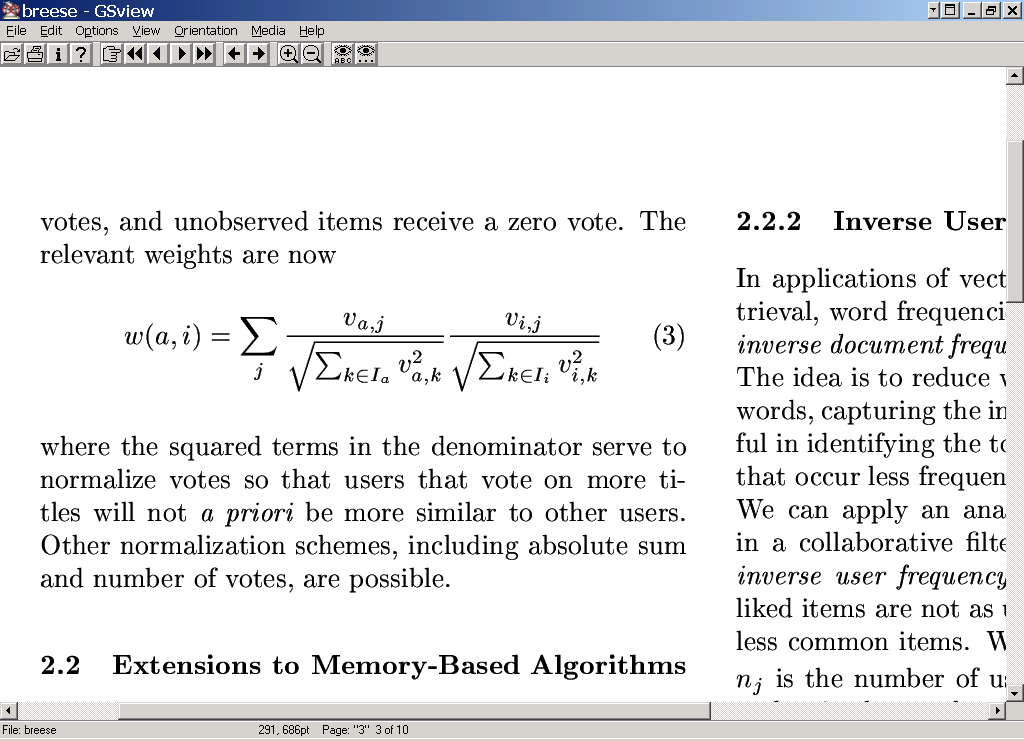 breese - GSview
File Edit Options View Orientation Media Help
i ?
ABC
votes, and unobserved items receive a zero vote. The
relevant weights are now
w(a, i) = ∑_j v_{a,j} / √(∑_{k∈I_a} v²_{a,k}) v_{i,j} / √(∑_{k∈I_i} v²_{i,k}) (3)
where the squared terms in the denominator serve to
normalize votes so that users that vote on more ti-
tles will not a priori be more similar to other users.
Other normalization schemes, including absolute sum
and number of votes, are possible.
2.2 Extensions to Memory-Based Algorithms
2.2.2 Inverse User
In applications of vect
trieval, word frequenci
inverse document frequ
The idea is to reduce
words, capturing the in
ful in identifying the to
that occur less frequen
We can apply an ana
in a collaborative filte
inverse user frequency
liked items are not as
less common items. W
n_j is the number of us
File: breese 291, 686pt Page: "3" 3 of 10